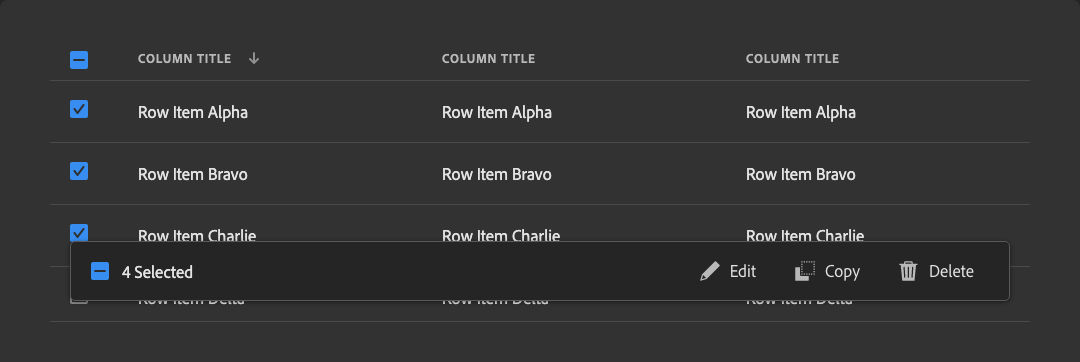 COLUMN TITLE COLUMN TITLE COLUMN TITLE
Row Item Alpha Row Item Alpha Row Item Alpha
Row Item Bravo Row Item Bravo Row Item Bravo
Row Item Charlie Row Item Charlie Row Item Charlie
4 Selected Edit Copy Delete
Row Item Delta Row Item Delta Row Item Delta